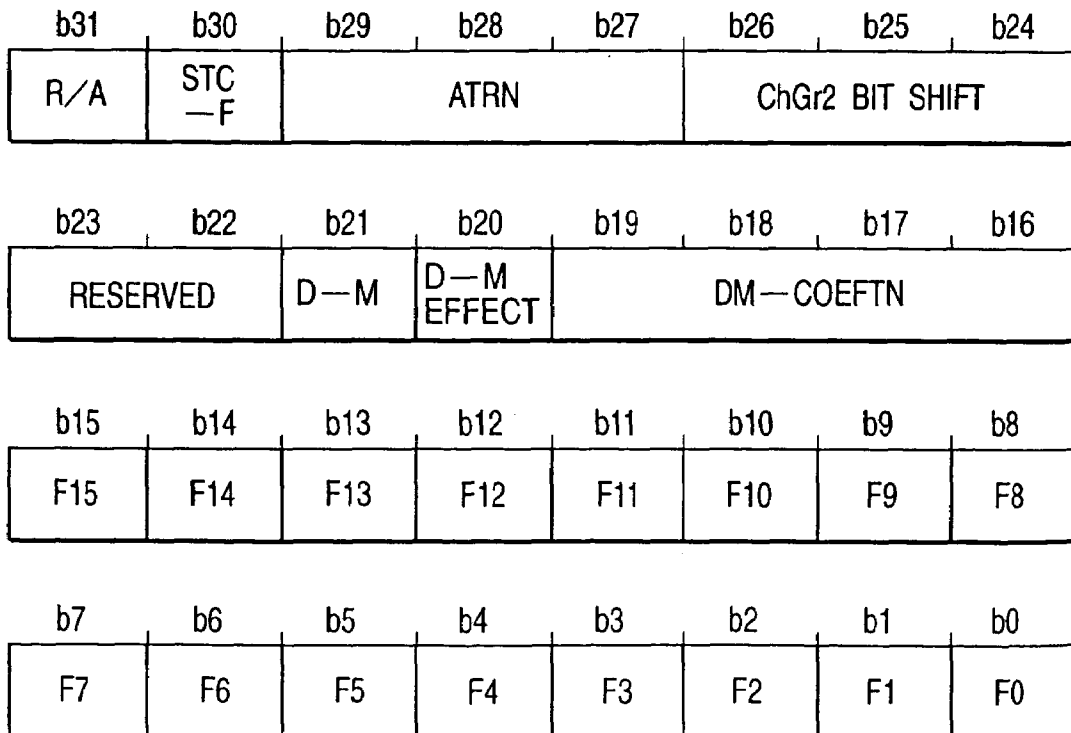 b31 b30 b29 b28 b27 b26 b25 b24
R/A STC—F ATRN ChGr2 BIT SHIFT
b23 b22 b21 b20 b19 b18 b17 b16
RESERVED D—M D—M EFFECT DM—COEFTN
b15 b14 b13 b12 b11 b10 b9 b8
F15 F14 F13 F12 F11 F10 F9 F8
b7 b6 b5 b4 b3 b2 b1 b0
F7 F6 F5 F4 F3 F2 F1 F0